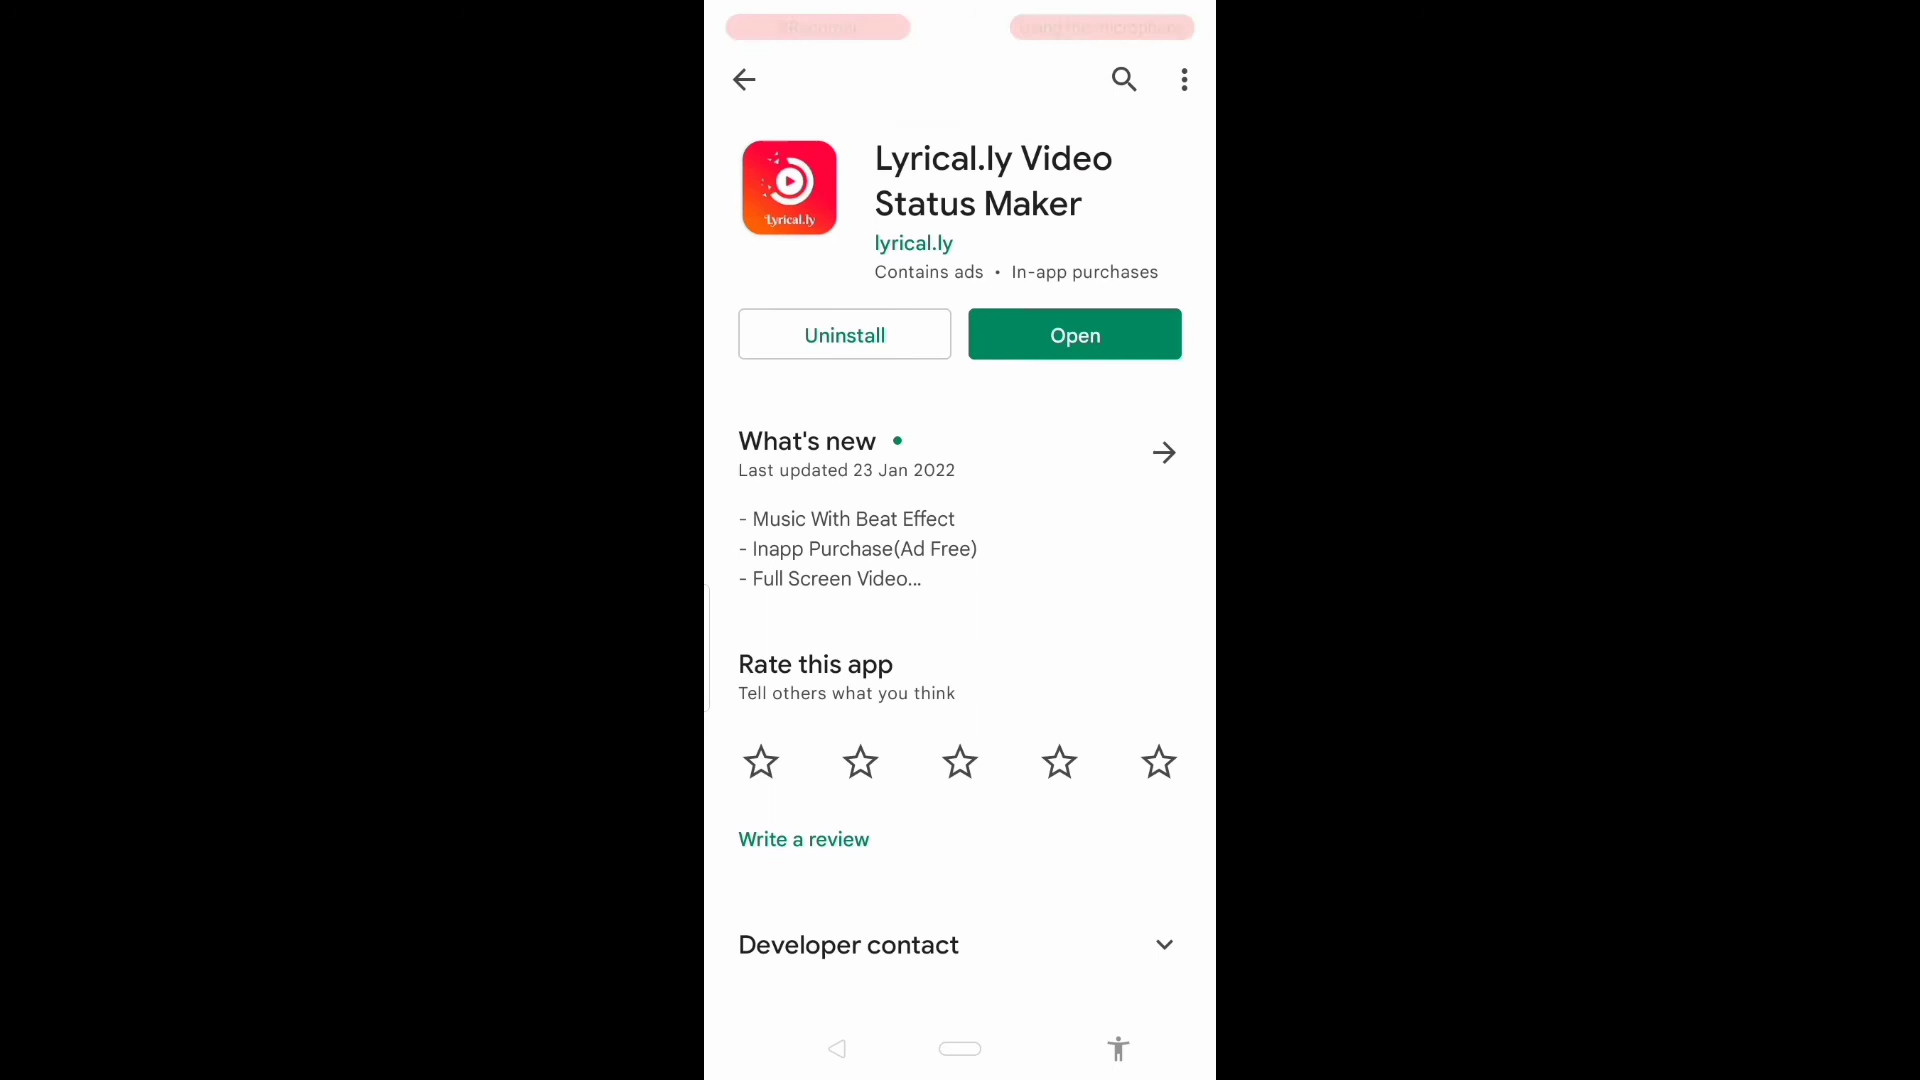 Lyrical.ly Video
Status Maker
Lyrical.ly
lyrical.ly
Contains ads • In-app purchases
Uninstall
Open
What's new
Last updated 23 Jan 2022
- Music With Beat Effect
- Inapp Purchase(Ad Free)
- Full Screen Video...
Rate this app
Tell others what you think
Write a review
Developer contact